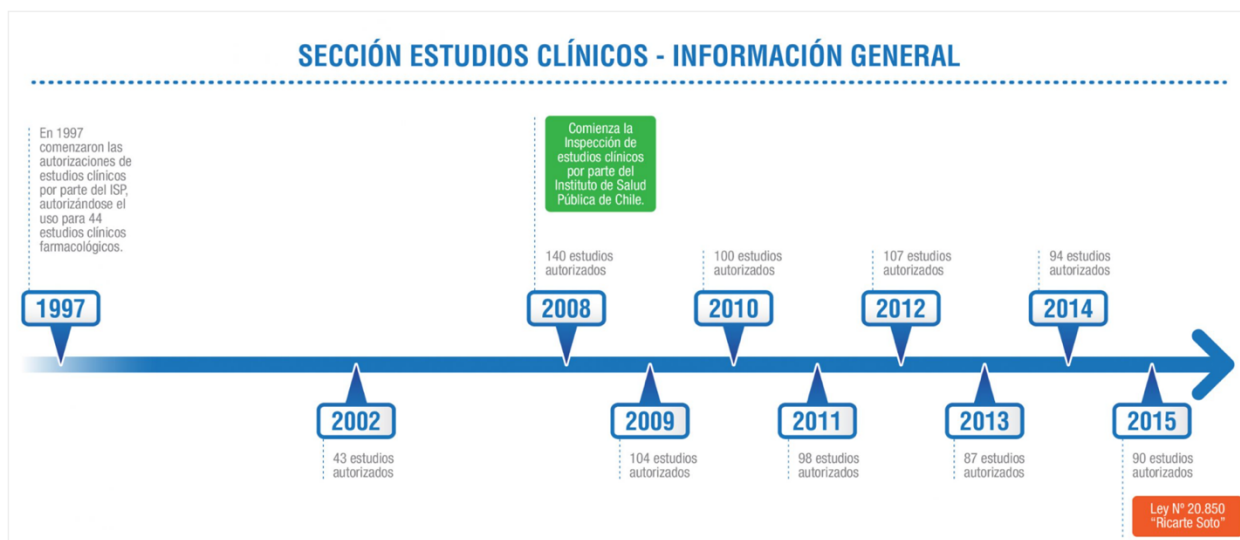 SECCIÓN ESTUDIOS CLÍNICOS - INFORMACIÓN GENERAL
En 1997
comenzaron las
autorizaciones de
estudios clínicos
por parte del ISP,
autorizándose el
uso para 44
estudios clínicos
farmacológicos.
1997
43 estudios
autorizados
2002
Comienza la
Inspección de
estudios clínicos
por parte del
Instituto de Salud
Pública de Chile.
140 estudios
autorizados
2008
2009
104 estudios
autorizados
100 estudios
autorizados
2010
2011
98 estudios
autorizados
107 estudios
autorizados
2012
2013
87 estudios
autorizados
94 estudios
autorizados
2014
2015
90 estudios
autorizados
Ley Nº 20.850
“Ricarte Soto”